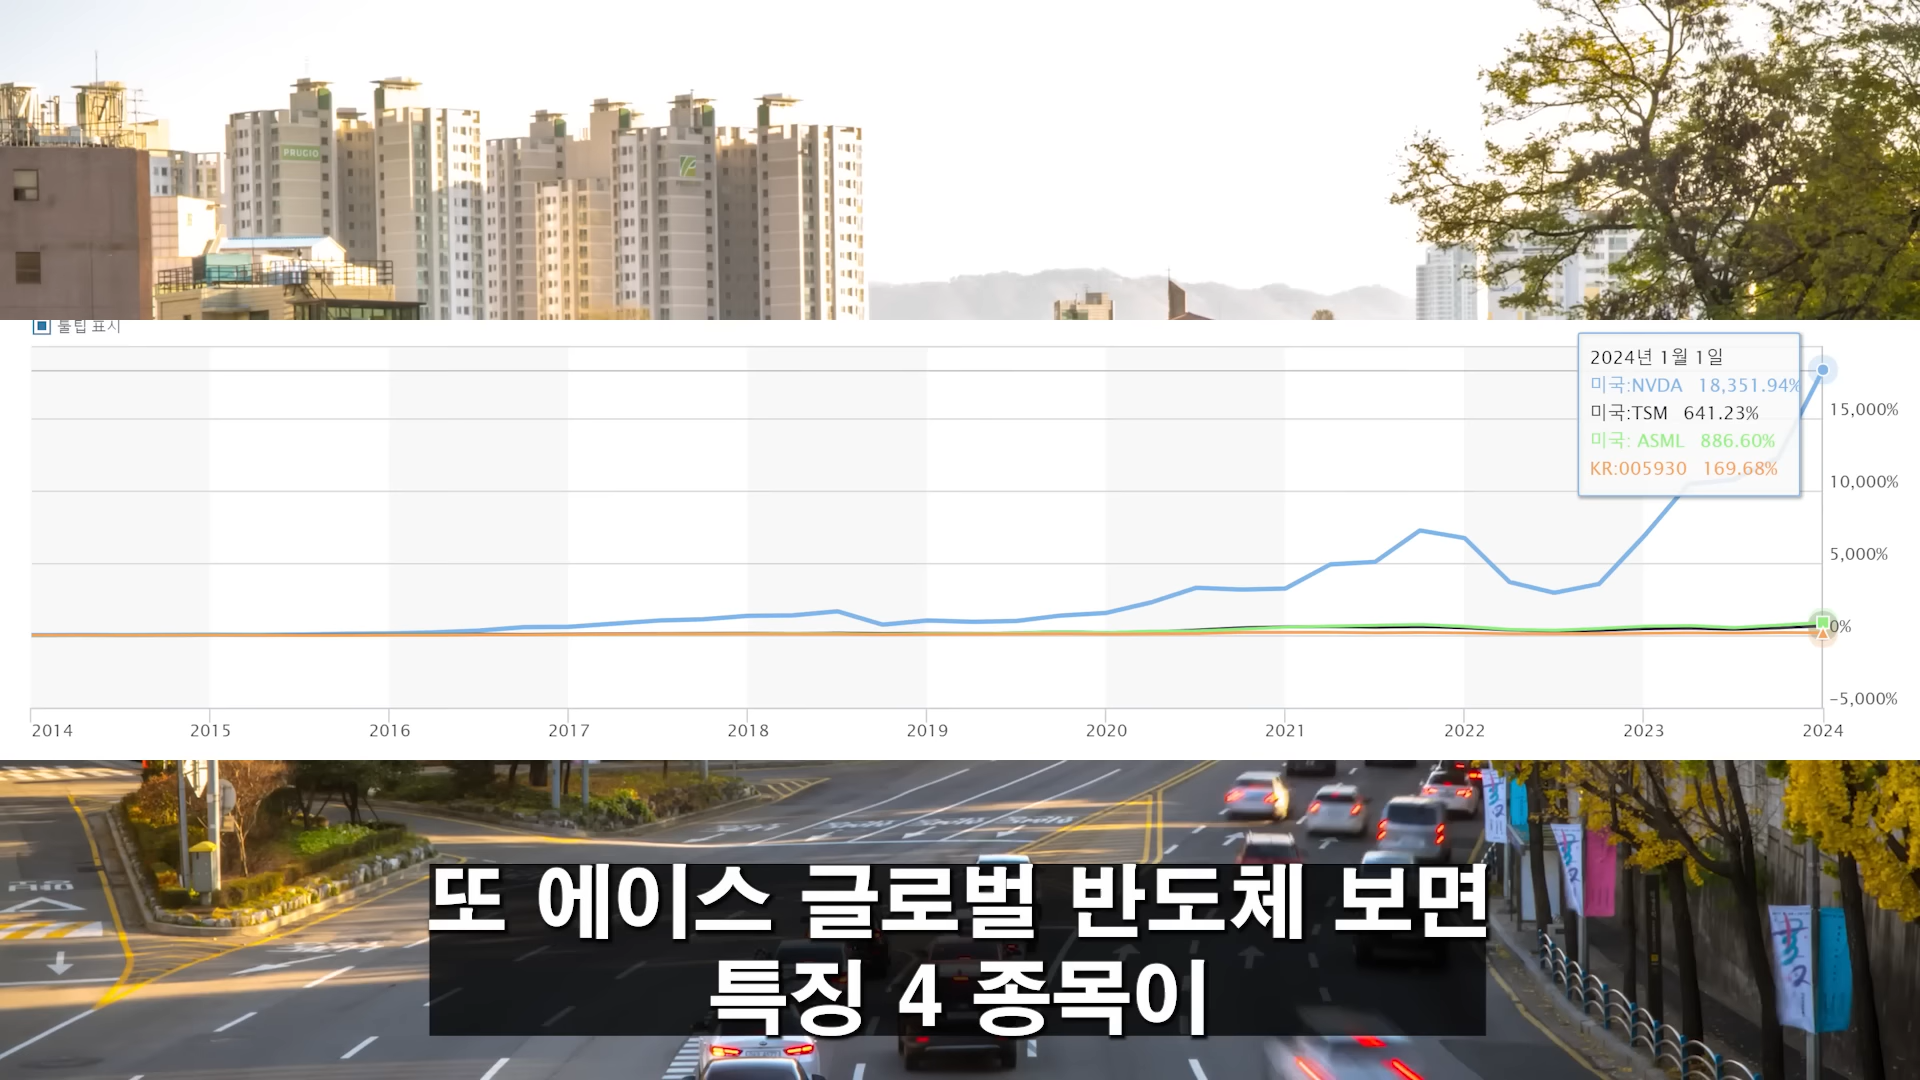 PRUGIO
툴팁 표시
2024년 1월 1일
미국:NVDA 18,351.94%
미국:TSM 641.23%
미국: ASML 886.60%
KR:005930 169.68%
15,000%
10,000%
5,000%
0%
-5,000%
2014 2015 2016 2017 2018 2019 2020 2021 2022 2023 2024
또 에이스 글로벌 반도체 보면
특징 4 종목이